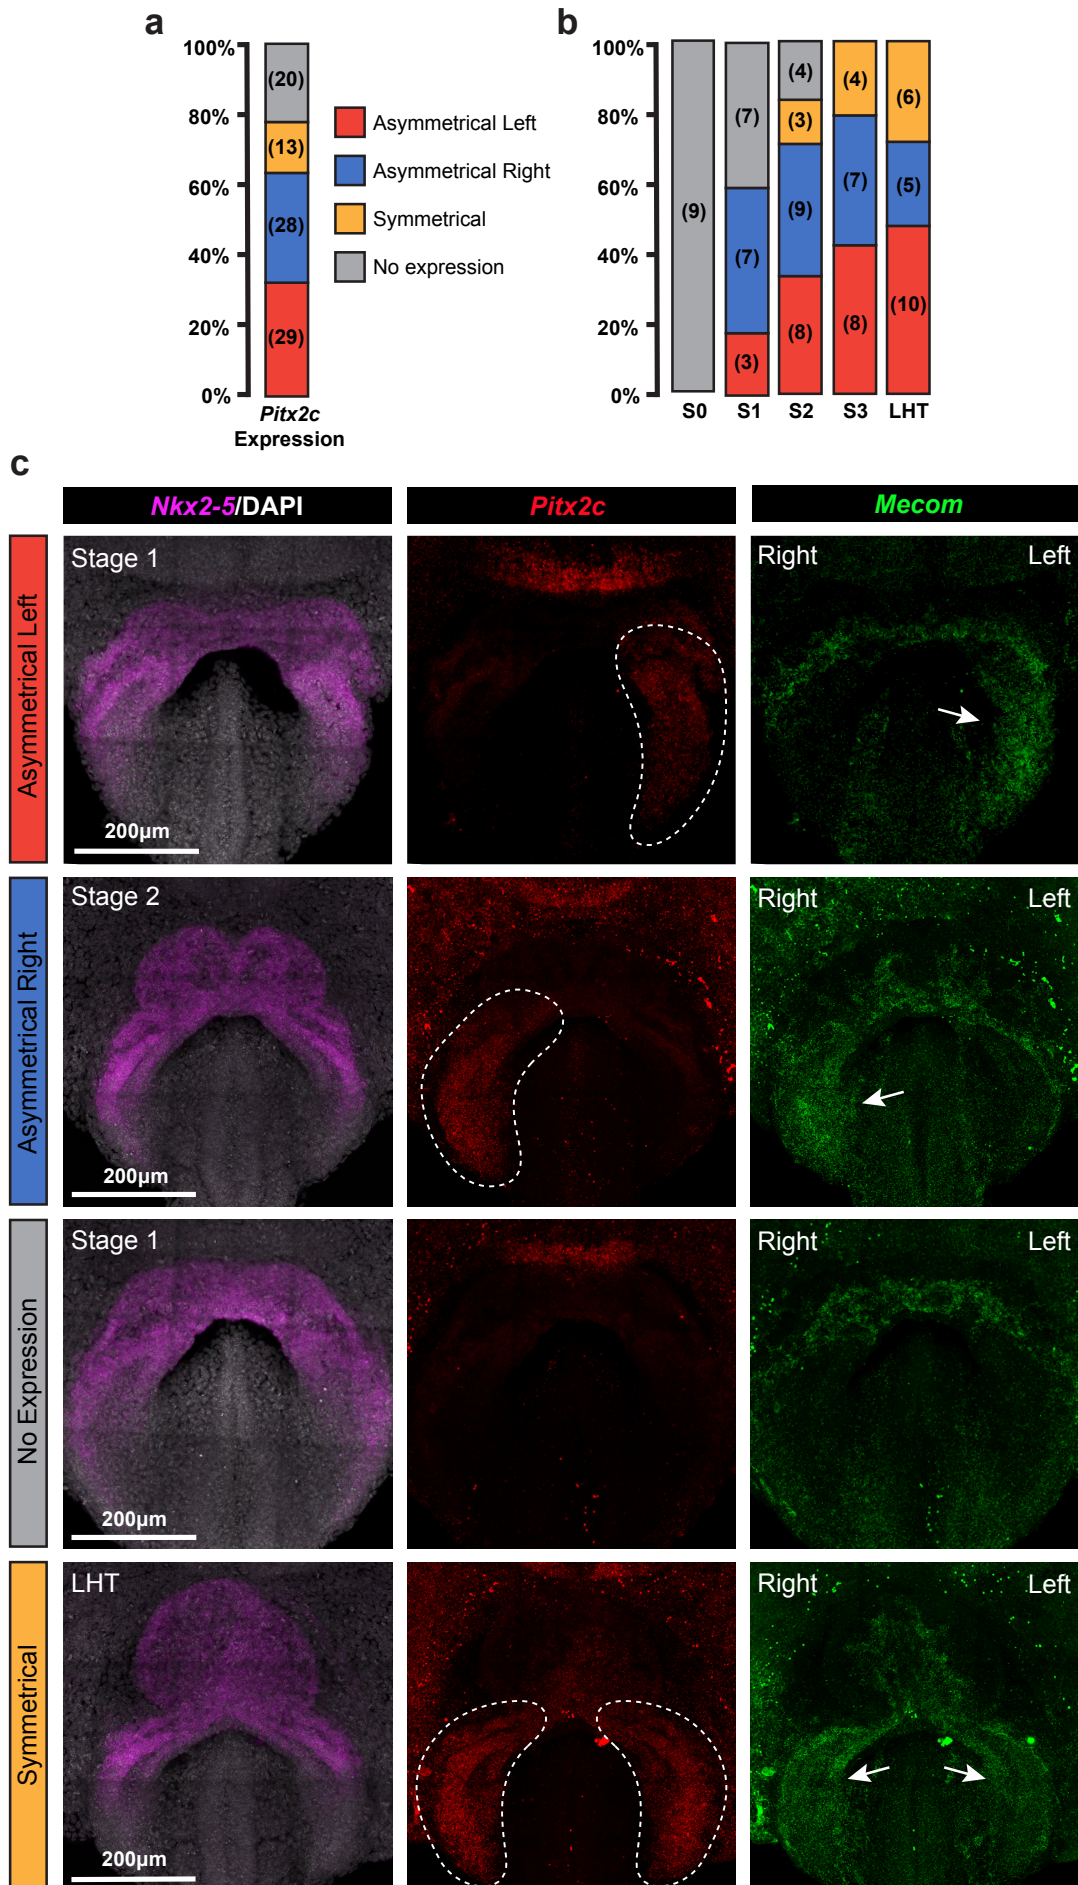 a
100%
80%
60%
40%
20%
0%
(20)
(13)
(28)
(29)
Pitx2c
Expression
Asymmetrical Left
Asymmetrical Right
Symmetrical
No expression
b
100%
80%
60%
40%
20%
0%
(9)
(7)
(7)
(3)
(4)
(3)
(9)
(8)
(4)
(7)
(8)
(6)
(5)
(10)
S0 S1 S2 S3 LHT
c
Nkx2-5/DAPI
Pitx2c
Mecom
Asymmetrical Left
Stage 1
200µm
Right Left
Asymmetrical Right
Stage 2
200µm
Right Left
No Expression
Stage 1
200µm
Right Left
Symmetrical
LHT
200µm
Right Left